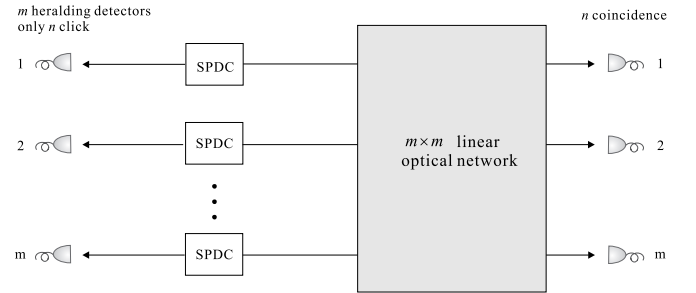 m heralding detectors
only n click
n coincidence
1
SPDC
1
2
SPDC
m×m linear
optical network
2
m
SPDC
m